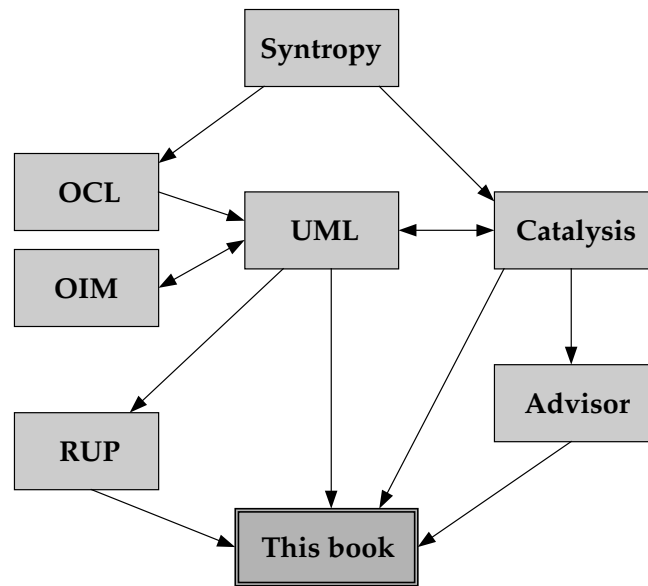 Syntropy
OCL
UML
Catalysis
OIM
Advisor
RUP
This book